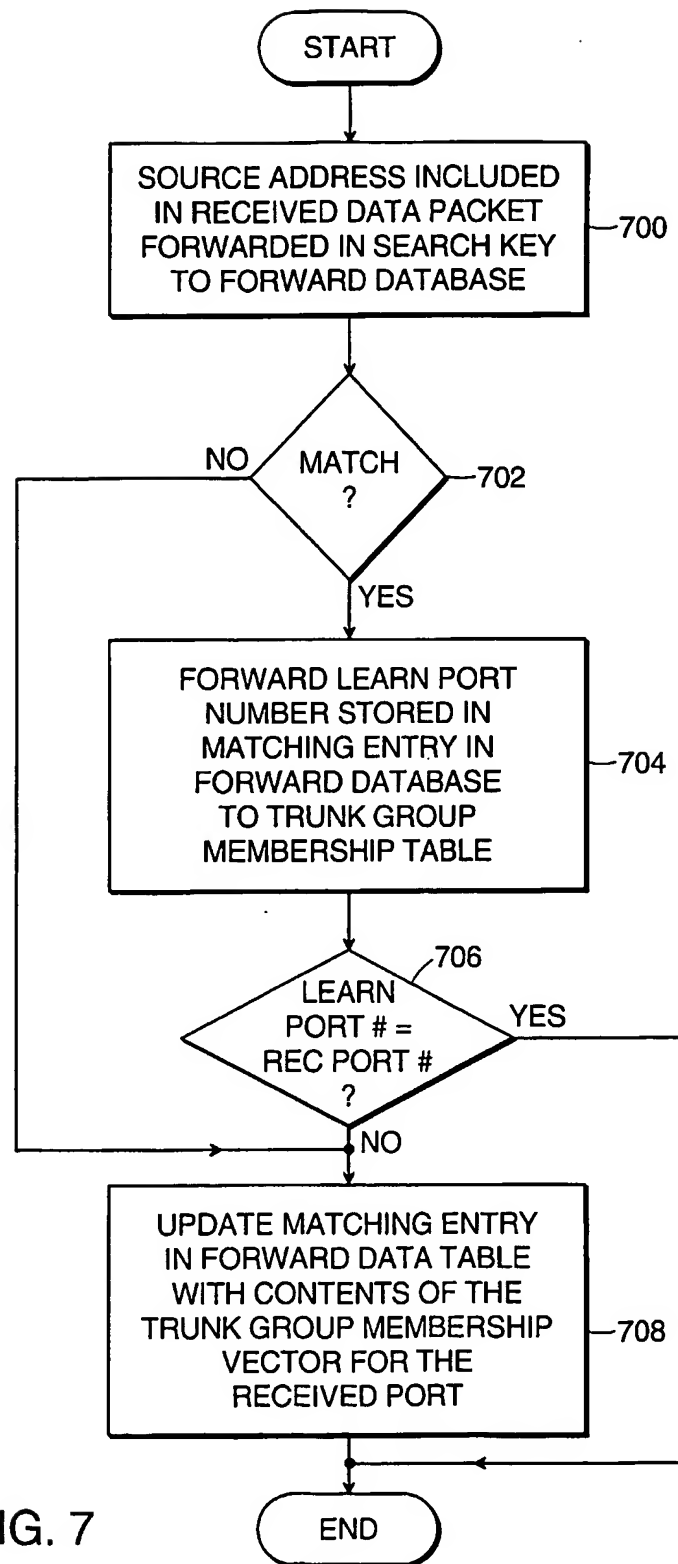 START
SOURCE ADDRESS INCLUDED
IN RECEIVED DATA PACKET
FORWARDED IN SEARCH KEY
TO FORWARD DATABASE
700
NO
MATCH
?
702
YES
FORWARD LEARN PORT
NUMBER STORED IN
MATCHING ENTRY IN
FORWARD DATABASE
TO TRUNK GROUP
MEMBERSHIP TABLE
704
706
LEARN
PORT # =
REC PORT #
?
YES
NO
UPDATE MATCHING ENTRY
IN FORWARD DATA TABLE
WITH CONTENTS OF THE
TRUNK GROUP MEMBERSHIP
VECTOR FOR THE
RECEIVED PORT
708
IG. 7
END